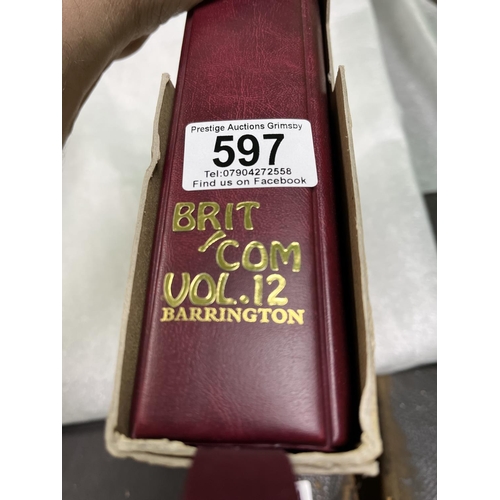 Prestige Auctions Grimsby
597
Tel:07904272558
Find us on Facebook
BRIT
/COM
VOL.12
BARRINGTON